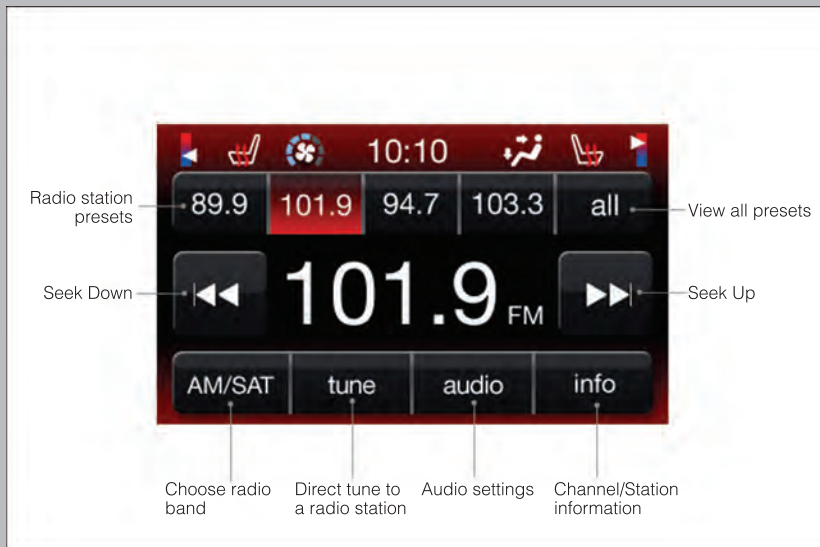 10:10
Radio station
presets
89.9 101.9 94.7 103.3 all
View all presets
Seek Down
101.9 FM
Seek Up
AM/SAT tune audio info
Choose radio
band
Direct tune to
a radio station
Audio settings
Channel/Station
information